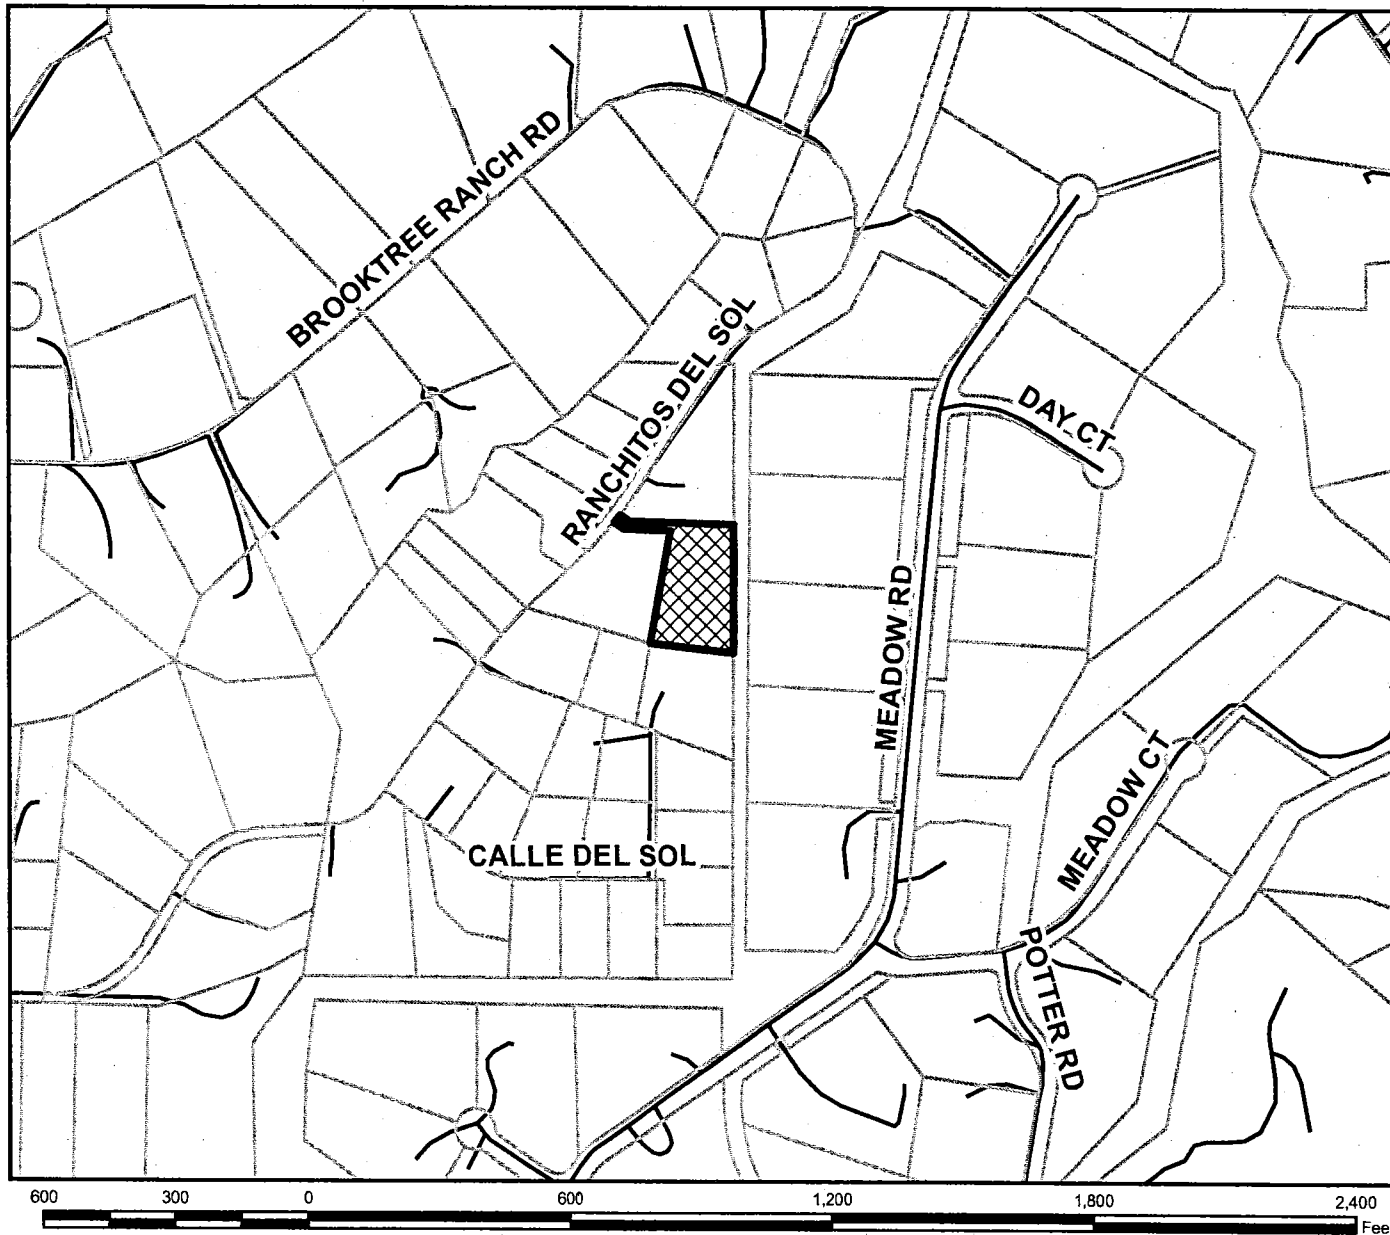 BROOKTREE RANCH RD
RANCHITOS DEL SOL
DAY CT
MEADOW RD
MEADOW CT
CALLE DEL SOL
POTTER RD
600 300 0 600 1,200 1,800 2,400
Fee